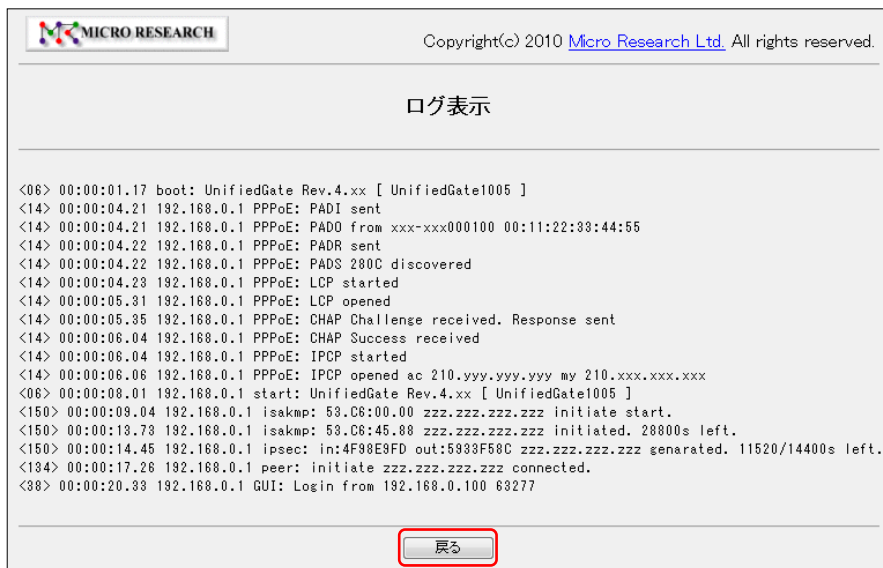 MICRO RESEARCH
Copyright(c) 2010 Micro Research Ltd. All rights reserved.
ログ表示
<06> 00:00:01.17 boot: UnifiedGate Rev.4.xx [ UnifiedGate1005 ]
<14> 00:00:04.21 192.168.0.1 PPPoE: PADI sent
<14> 00:00:04.21 192.168.0.1 PPPoE: PADO from xxx-xxx000100 00:11:22:33:44:55
<14> 00:00:04.22 192.168.0.1 PPPoE: PADR sent
<14> 00:00:04.22 192.168.0.1 PPPoE: PADS 280C discovered
<14> 00:00:04.23 192.168.0.1 PPPoE: LCP started
<14> 00:00:05.31 192.168.0.1 PPPoE: LCP opened
<14> 00:00:05.35 192.168.0.1 PPPoE: CHAP Challenge received. Response sent
<14> 00:00:06.04 192.168.0.1 PPPoE: CHAP Success received
<14> 00:00:06.04 192.168.0.1 PPPoE: IPCP started
<14> 00:00:06.06 192.168.0.1 PPPoE: IPCP opened ac 210.yyy.yyy.yyy my 210.xxx.xxx.xxx
<06> 00:00:08.01 192.168.0.1 start: UnifiedGate Rev.4.xx [ UnifiedGate1005 ]
<150> 00:00:09.04 192.168.0.1 isakmp: 53.C6:00.00 zzz.zzz.zzz.zzz initiate start.
<150> 00:00:13.73 192.168.0.1 isakmp: 53.C6:45.88 zzz.zzz.zzz.zzz initiated. 28800s left.
<150> 00:00:14.45 192.168.0.1 ipsec: in:4F98E9FD out:5933F58C zzz.zzz.zzz.zzz genarated. 11520/14400s left.
<134> 00:00:17.26 192.168.0.1 peer: initiate zzz.zzz.zzz.zzz connected.
<38> 00:00:20.33 192.168.0.1 GUI: Login from 192.168.0.100 63277
戻る